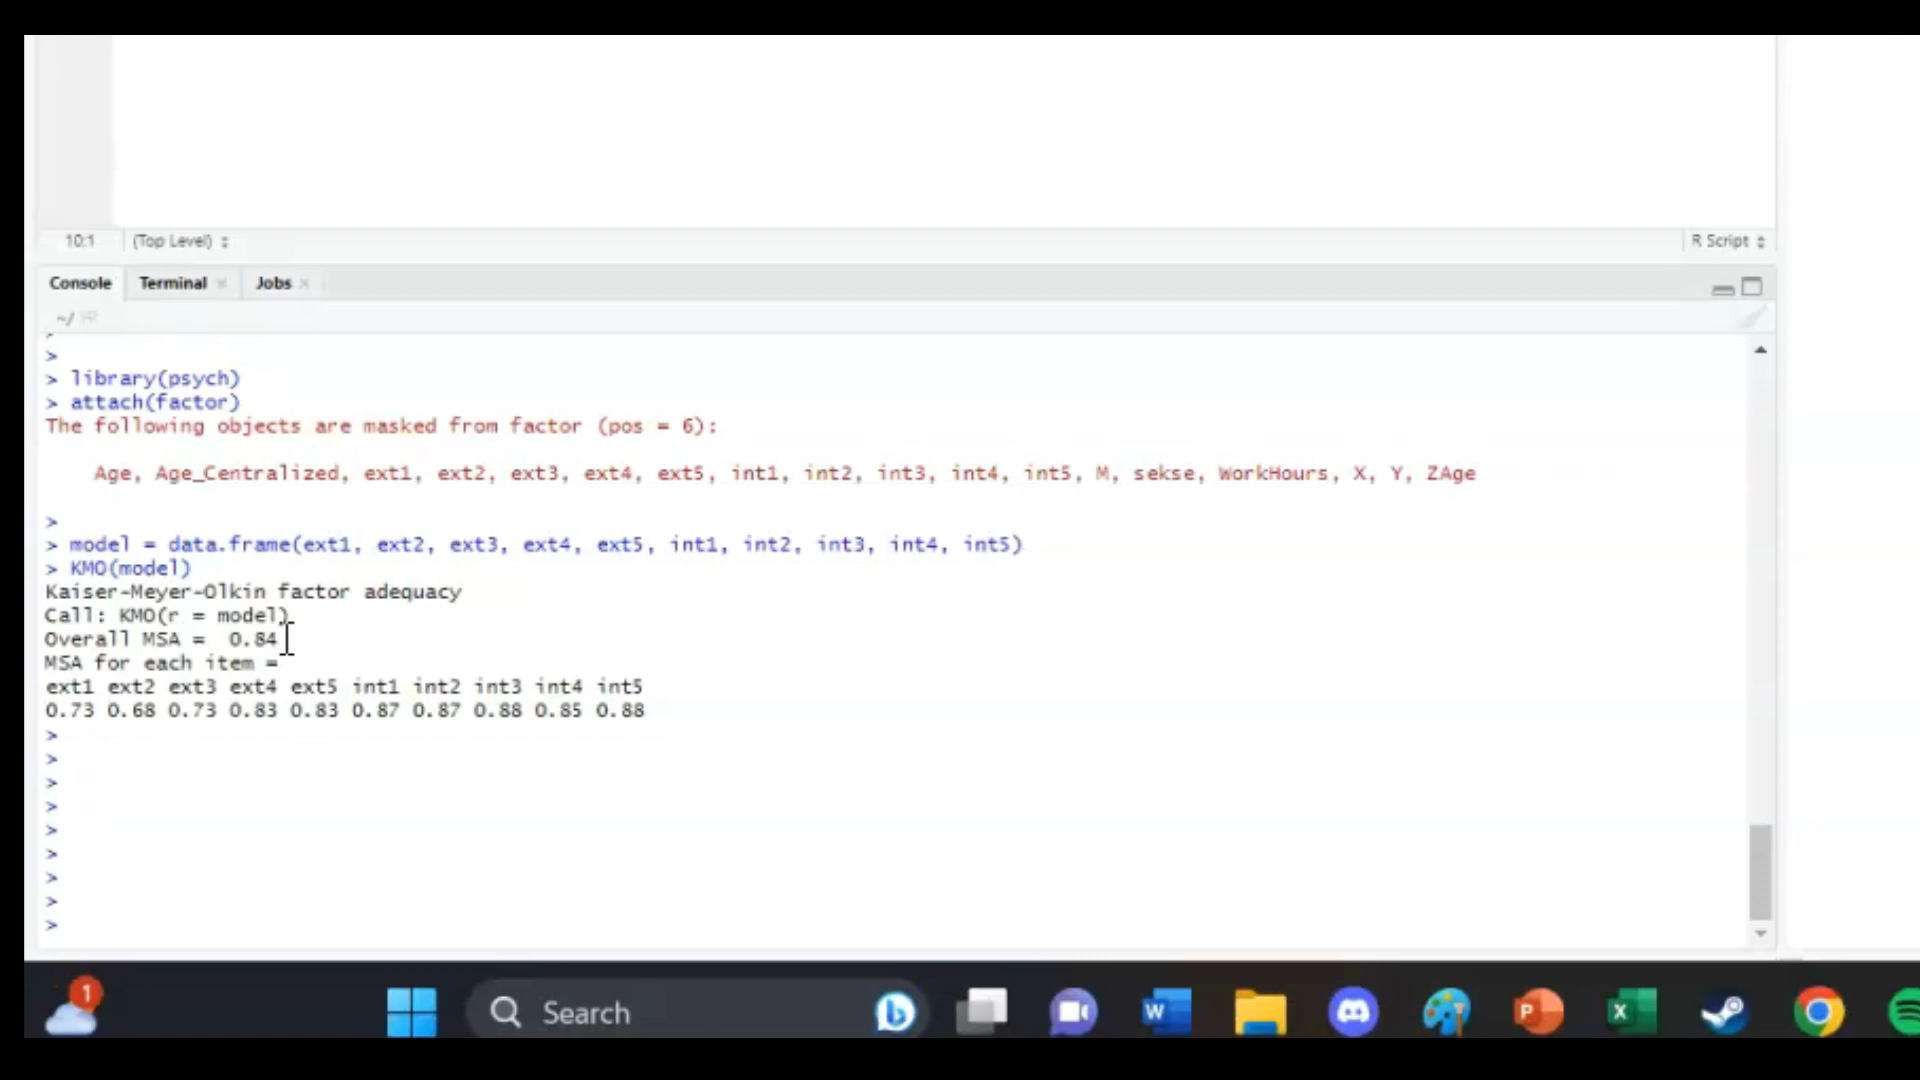 10:1 (Top Level) R Script
Console Terminal Jobs
~/
>
> library(psych)
> attach(factor)
The following objects are masked from factor (pos = 6):
Age, Age_Centralized, ext1, ext2, ext3, ext4, ext5, int1, int2, int3, int4, int5, M, sekse, WorkHours, X, Y, ZAge
>
> model = data.frame(ext1, ext2, ext3, ext4, ext5, int1, int2, int3, int4, int5)
> KMO(model)
Kaiser-Meyer-Olkin factor adequacy
Call: KMO(r = model)
Overall MSA = 0.84
MSA for each item =
ext1 ext2 ext3 ext4 ext5 int1 int2 int3 int4 int5
0.73 0.68 0.73 0.83 0.83 0.87 0.87 0.88 0.85 0.88
>
>
>
>
>
>
>
>
>
1 Search b W P X